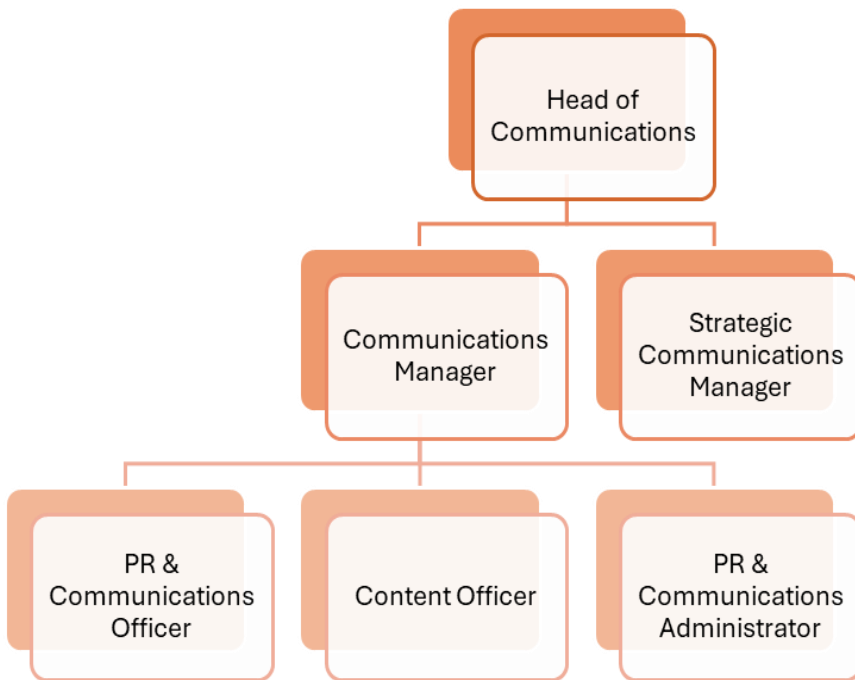 Head of
Communications
Communications
Manager
Strategic
Communications
Manager
PR &
Communications
Officer
Content Officer
PR &
Communications
Administrator